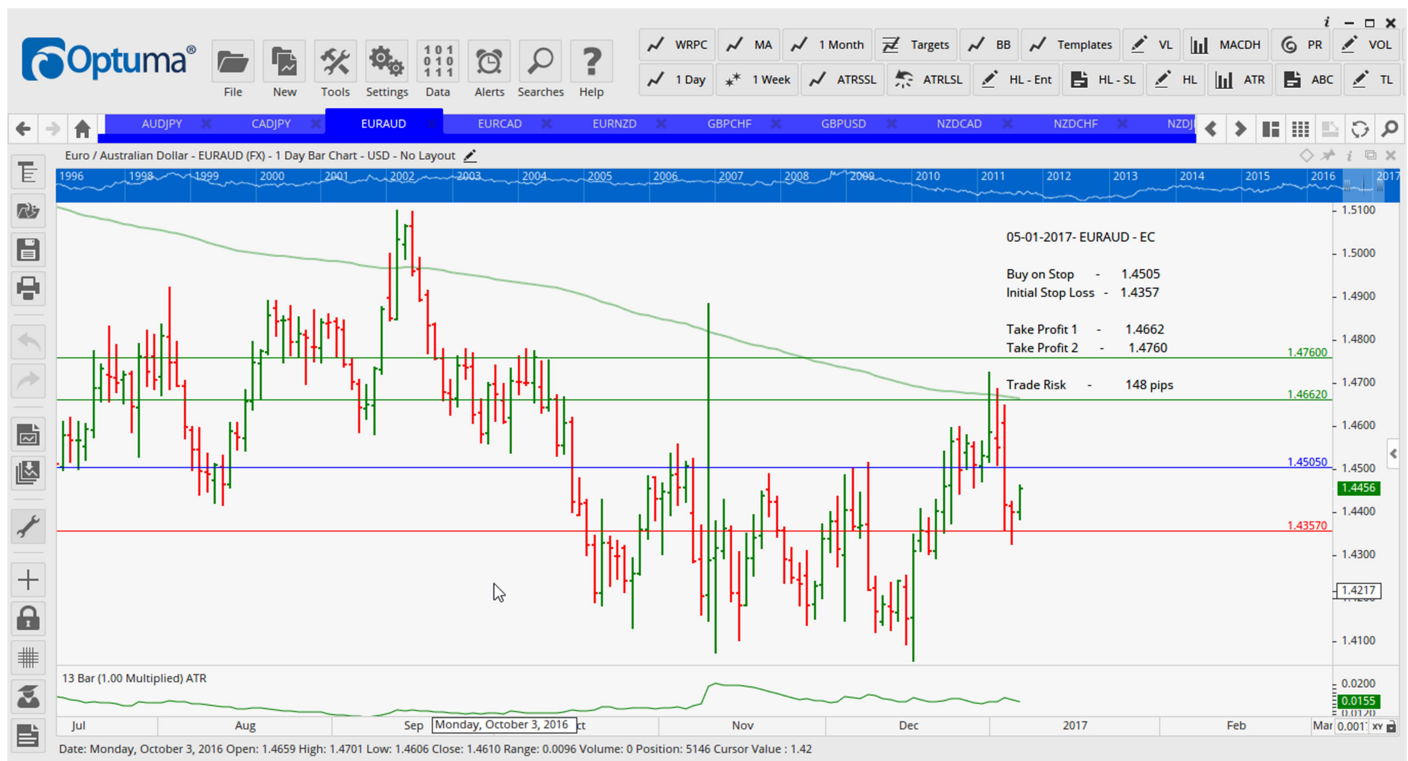 i
Optuma®
File
New
Tools
Settings
101
010
111
Data
Alerts
Searches
?
Help
WRPC
MA
1 Month
Targets
BB
Templates
VL
MACDH
PR
VOL
1 Day
1 Week
ATRSSL
ATRLSL
HL - Ent
HL - SL
HL
ATR
ABC
TL
AUDJPY
CADJPY
EURAUD
EURCAD
EURNZD
GBPCHF
GBPUSD
NZDCAD
NZDCHF
Euro / Australian Dollar - EURAUD (FX) - 1 Day Bar Chart - USD - No Layout
1996 1998 1999 2000 2001 2002 2003 2004 2005 2006 2007 2008 2009 2010 2011 2012 2013 2014 2015 2016 2017
05-01-2017- EURAUD - EC
Buy on Stop - 1.4505
Initial Stop Loss - 1.4357
Take Profit 1 - 1.4662
Take Profit 2 - 1.4760
Trade Risk - 148 pips
1.47600
1.46620
1.45050
1.43570
1.5100
1.5000
1.4900
1.4800
1.4700
1.4600
1.4500
1.4456
1.4400
1.4300
1.4217
1.4100
13 Bar (1.00 Multiplied) ATR
0.0200
0.0155
Jul Aug Sep Monday, October 3, 2016 ct Nov Dec 2017 Feb Mar 0.001 XY
Date: Monday, October 3, 2016 Open: 1.4659 High: 1.4701 Low: 1.4606 Close: 1.4610 Range: 0.0096 Volume: 0 Position: 5146 Cursor Value : 1.42